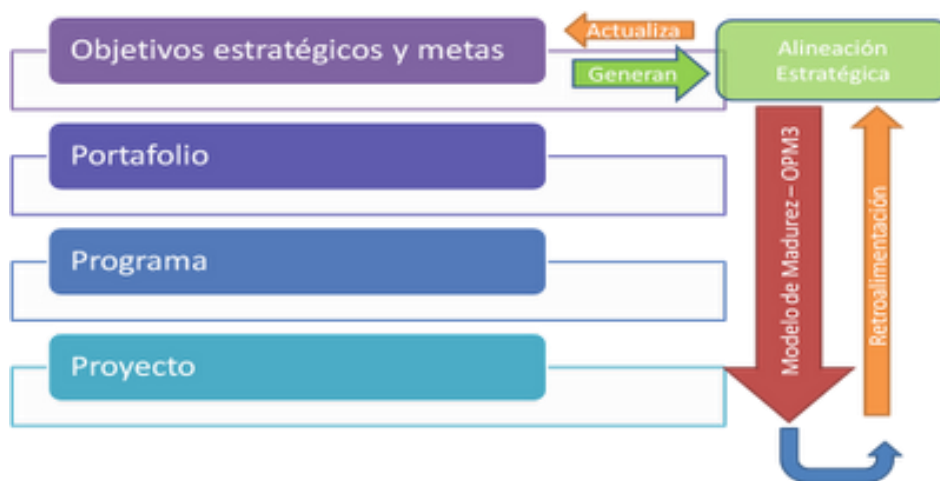 Objetivos estratégicos y metas
Actualiza
Generan
Alineación
Estratégica
Portafolio
Programa
Proyecto
Modelo de Madurez – OPM3
Retroalimentación